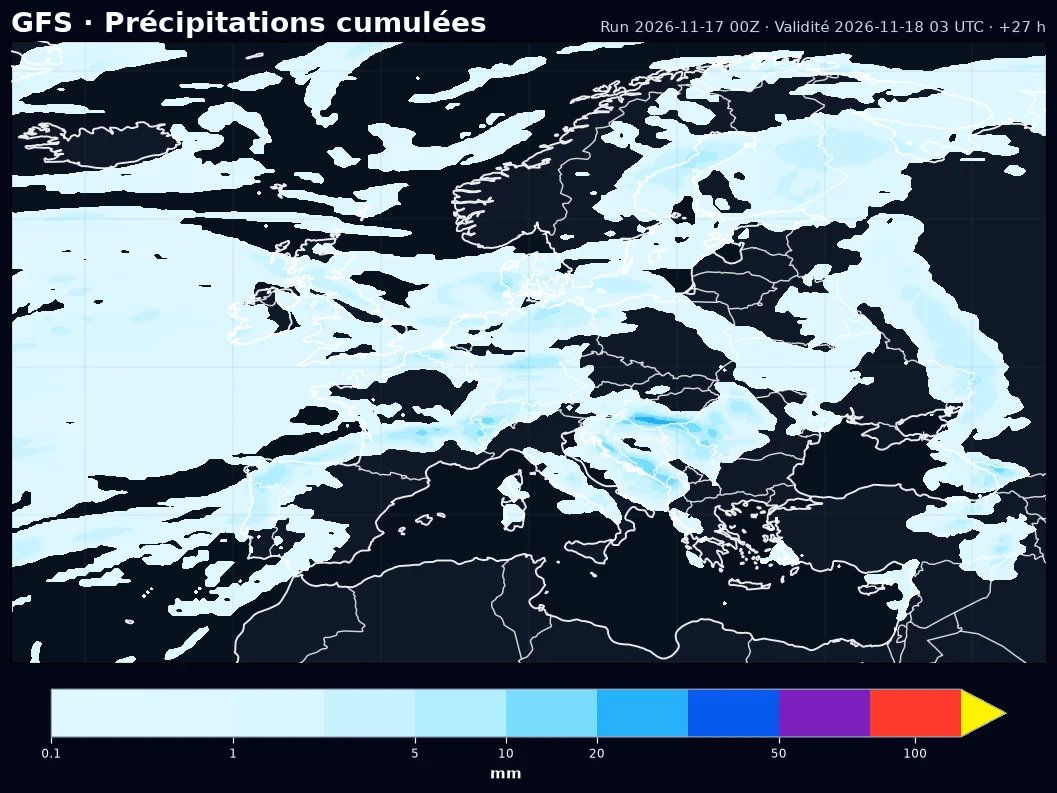 GFS · Précipitations cumulées
Run 2026-11-17 00Z · Validité 2026-11-18 03 UTC · +27 h
0.1 1 5 10 20 50 100
mm